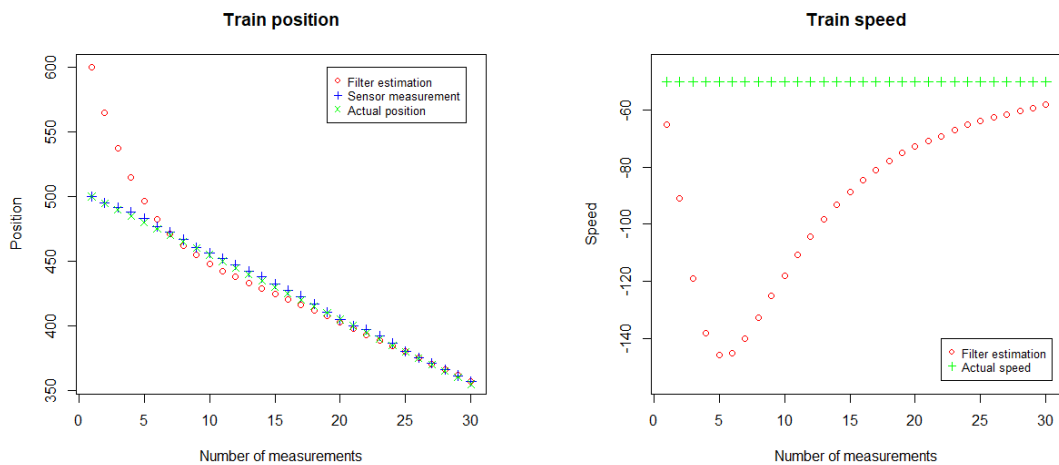 Train position
Position
600
550
500
450
400
350
0 5 10 15 20 25 30
Number of measurements
Filter estimation
Sensor measurement
Actual position
Train speed
Speed
-60
-80
-100
-120
-140
0 5 10 15 20 25 30
Number of measurements
Filter estimation
Actual speed